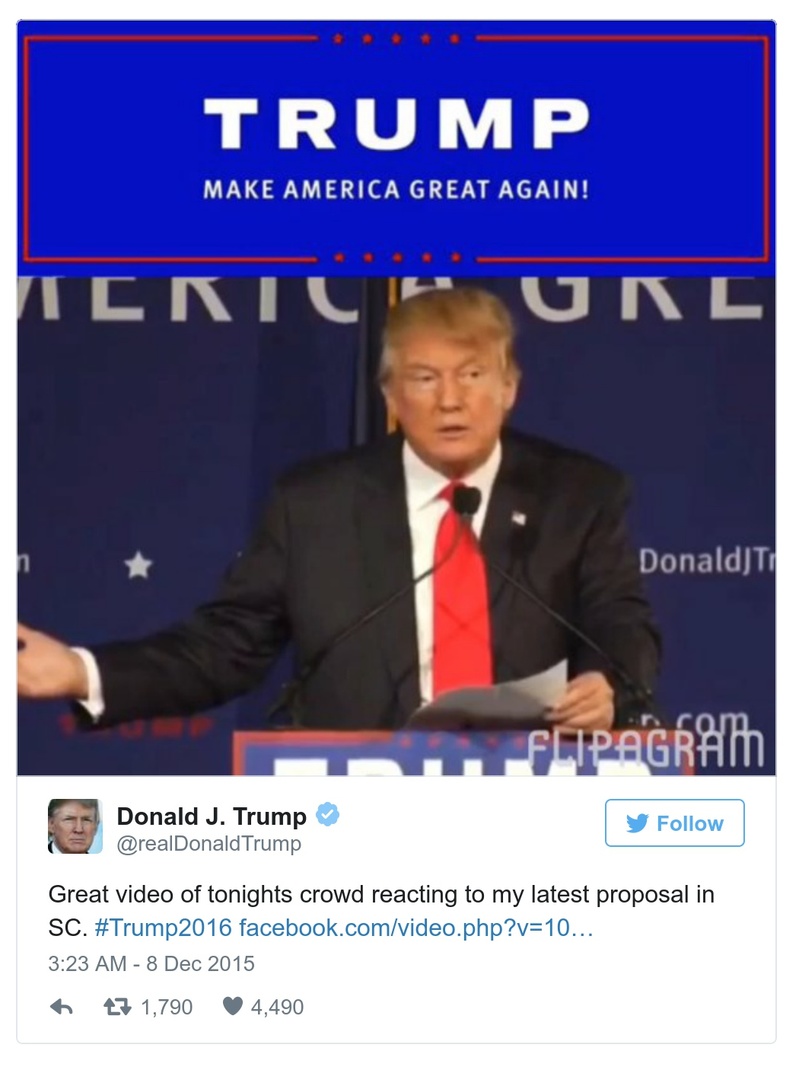 TRUMP
MAKE AMERICA GREAT AGAIN!
MERICA GRE
DonaldJTr
com
FLIPAGRAM
TRUMP
Donald J. Trump
@realDonaldTrump
Follow
Great video of tonights crowd reacting to my latest proposal in
SC. #Trump2016 facebook.com/video.php?v=10…
3:23 AM - 8 Dec 2015
1,790 4,490